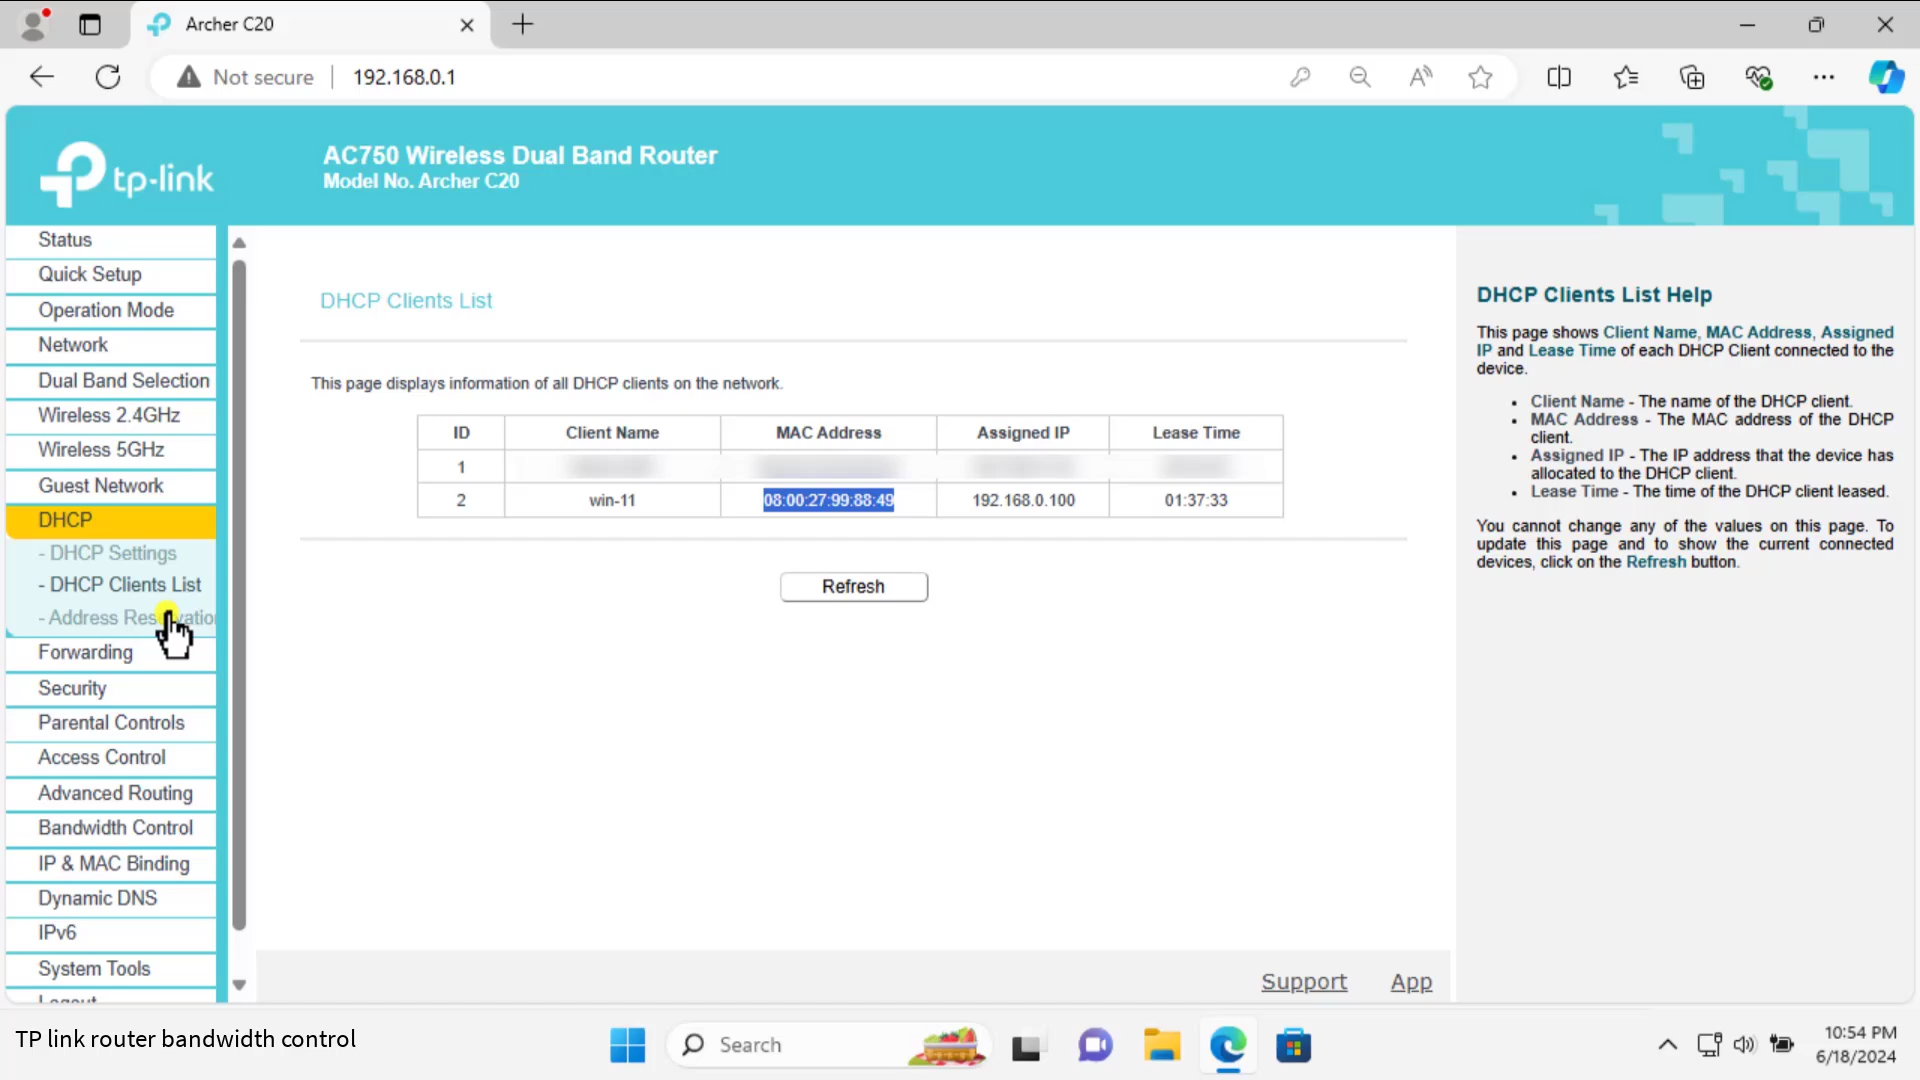 Archer C20
Not secure
192.168.0.1
tp-link
AC750 Wireless Dual Band Router
Model No. Archer C20
Status
Quick Setup
Operation Mode
Network
Dual Band Selection
Wireless 2.4GHz
Wireless 5GHz
Guest Network
DHCP
- DHCP Settings
- DHCP Clients List
- Address
Forwarding
Security
Parental Controls
Access Control
Advanced Routing
Bandwidth Control
IP & MAC Binding
Dynamic DNS
IPv6
System Tools
Logout
DHCP Clients List
This page displays information of all DHCP clients on the network.
ID Client Name MAC Address Assigned IP Lease Time
1
2 win-11 08:00:27:99:88:49 192.168.0.100 01:37:33
Refresh
DHCP Clients List Help
This page shows Client Name, MAC Address, Assigned
IP and Lease Time of each DHCP Client connected to the
device.
• Client Name - The name of the DHCP client.
• MAC Address - The MAC address of the DHCP
client.
• Assigned IP - The IP address that the device has
allocated to the DHCP client.
• Lease Time - The time of the DHCP client leased.
You cannot change any of the values on this page. To
update this page and to show the current connected
devices, click on the Refresh button.
Support App
TP link router bandwidth control
Search
10:54 PM
6/18/2024